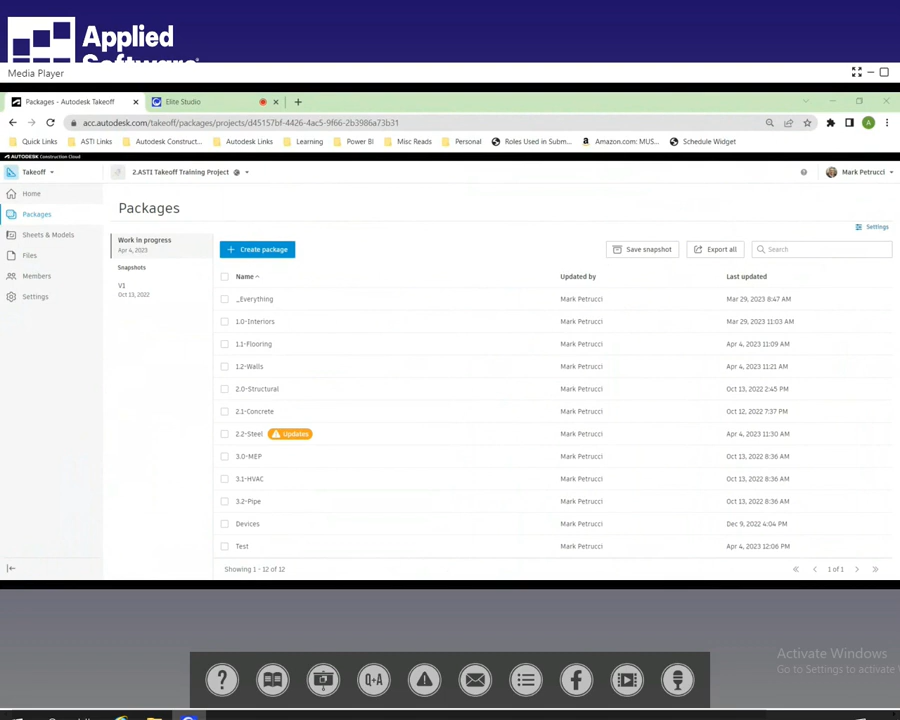 Applied
Software®
Media Player
Packages - Autodesk Takeoff
Elite Studio
acc.autodesk.com/takeoff/packages/projects/d45157bf-4426-4ac5-9f66-2b3986a73b31
A
Quick Links
ASTI Links
Autodesk Construct...
Autodesk Links
Learning
Power BI
Misc Reads
Personal
Roles Used in Subm...
Amazon.com: MUS...
Schedule Widget
AUTODESK Construction Cloud
Takeoff
2.ASTI Takeoff Training Project
Mark Petrucci
Home
Packages
Sheets & Models
Files
Members
Settings
Packages
Settings
Work in progress
Apr 4, 2023
Snapshots
V1
Oct 13, 2022
+ Create package
Save snapshot
Export all
Search
Name Updated by Last updated
_Everything Mark Petrucci Mar 29, 2023 8:47 AM
1.0-Interiors Mark Petrucci Mar 29, 2023 11:03 AM
1.1-Flooring Mark Petrucci Apr 4, 2023 11:09 AM
1.2-Walls Mark Petrucci Apr 4, 2023 11:21 AM
2.0-Structural Mark Petrucci Oct 13, 2022 2:45 PM
2.1-Concrete Mark Petrucci Oct 12, 2022 7:37 PM
2.2-Steel Updates Mark Petrucci Apr 4, 2023 11:30 AM
3.0-MEP Mark Petrucci Oct 13, 2022 8:36 AM
3.1-HVAC Mark Petrucci Oct 13, 2022 8:36 AM
3.2-Pipe Mark Petrucci Oct 13, 2022 8:36 AM
Devices Mark Petrucci Dec 9, 2022 4:04 PM
Test Mark Petrucci Apr 4, 2023 12:06 PM
Showing 1 - 12 of 12
1 of 1
Activate Windows
Go to Settings to activate
? Q+A